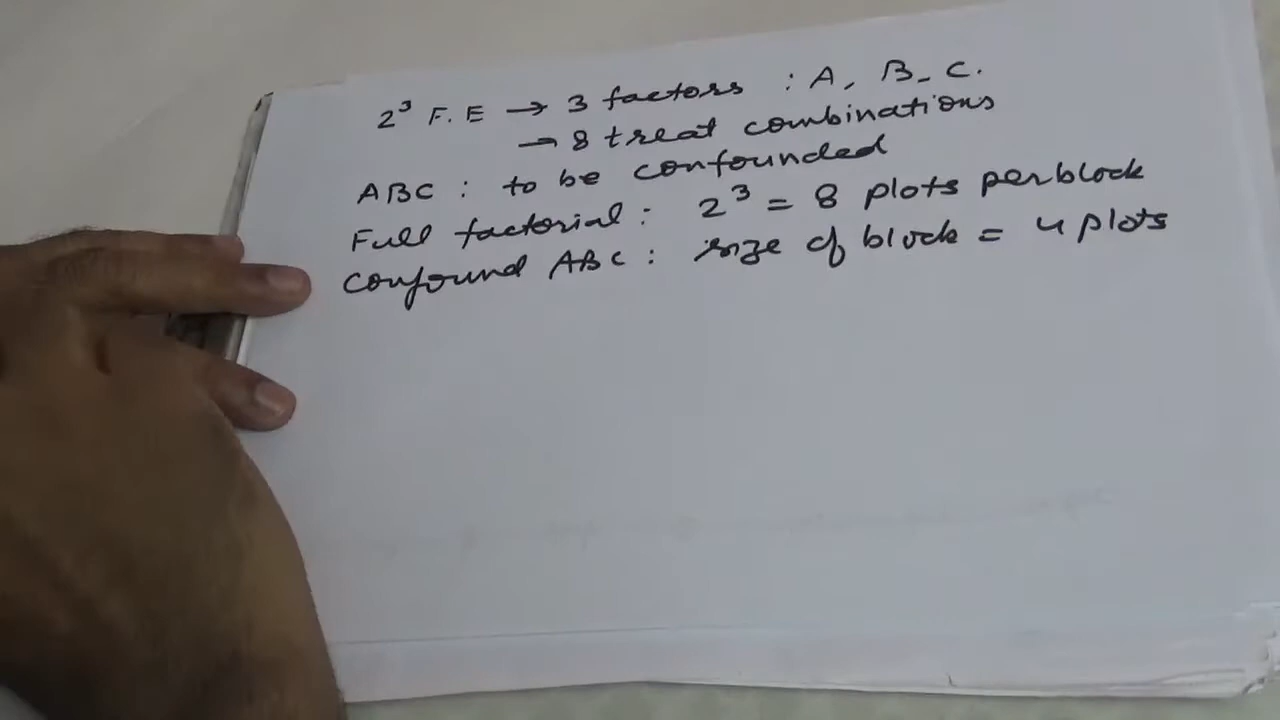 2³ F.E → 3 factors : A, B, C.
→ 8 treat combinations
ABC : to be confounded
Full factorial : 2³ = 8 plots per block
Confound ABC : size of block = 4 plots